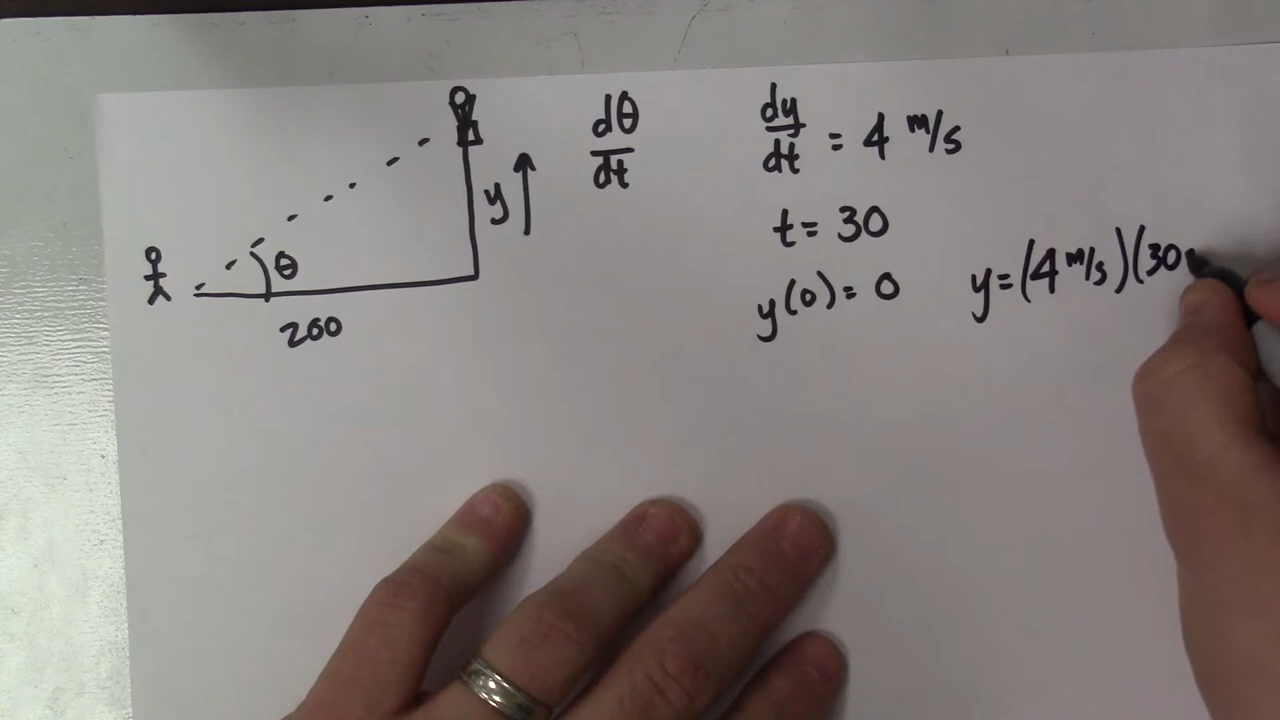 dθ/dt
dy/dt = 4 m/s
t = 30
y(0) = 0
y = (4 m/s)(30
y
θ
200